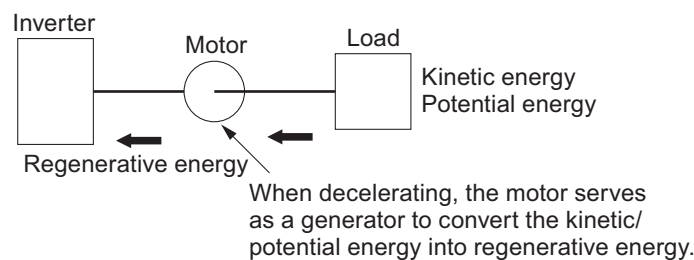 Inverter
Motor
Load
Kinetic energy
Potential energy
Regenerative energy
When decelerating, the motor serves
as a generator to convert the kinetic/
potential energy into regenerative energy.